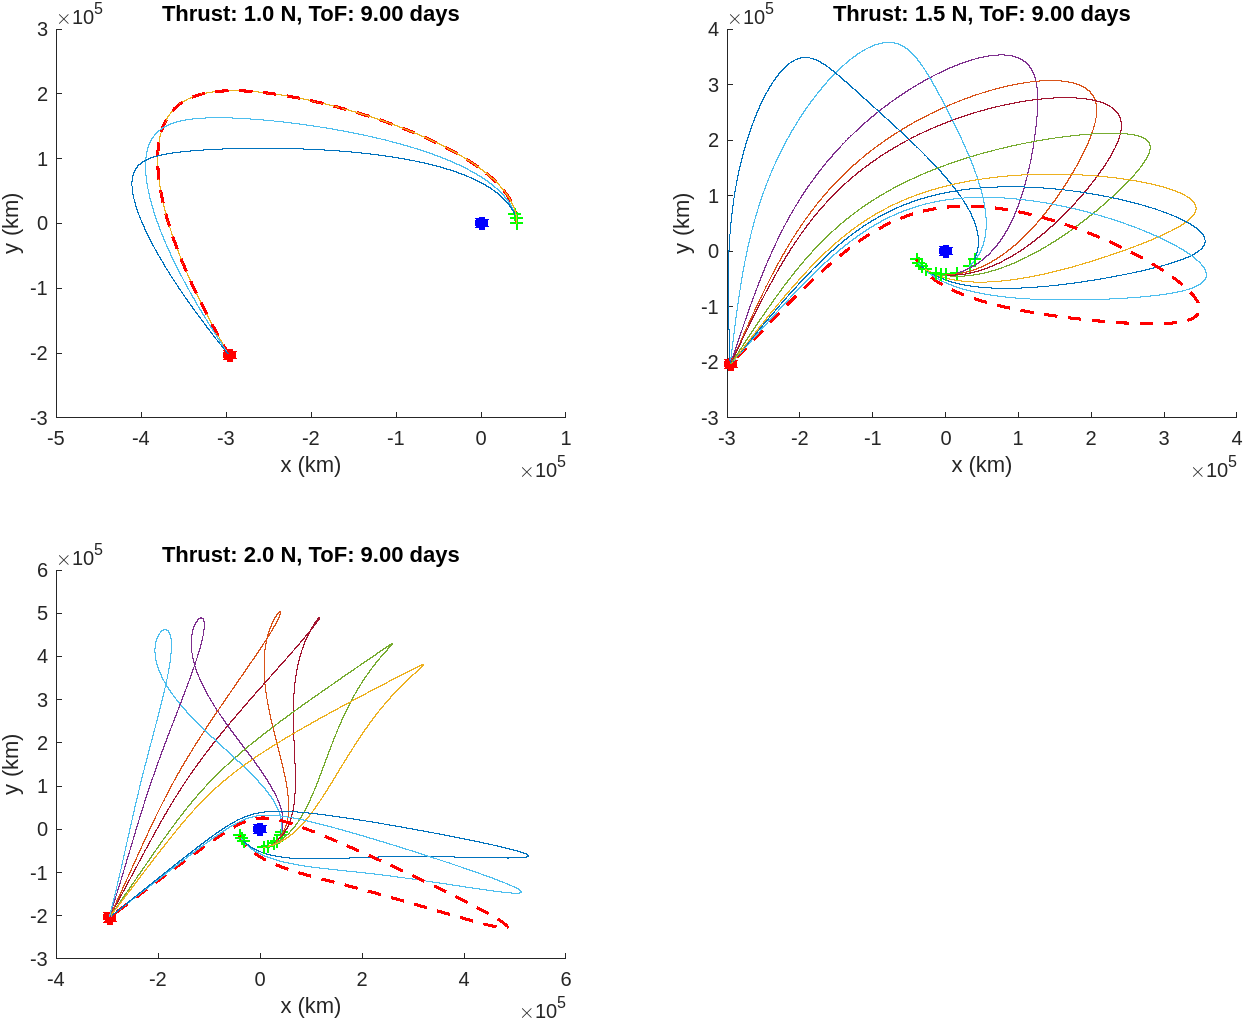 Thrust: 1.0 N, ToF: 9.00 days
×10^5
3
2
1
0
-1
-2
-3
y (km)
-5 -4 -3 -2 -1 0 1
x (km)
×10^5
Thrust: 1.5 N, ToF: 9.00 days
×10^5
4
3
2
1
0
-1
-2
-3
y (km)
-3 -2 -1 0 1 2 3 4
x (km)
×10^5
Thrust: 2.0 N, ToF: 9.00 days
×10^5
6
5
4
3
2
1
0
-1
-2
-3
y (km)
-4 -2 0 2 4 6
x (km)
×10^5